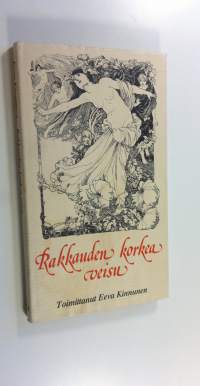 Rakkauden korkea
veisu
Toimittanut Eeva Kinnunen